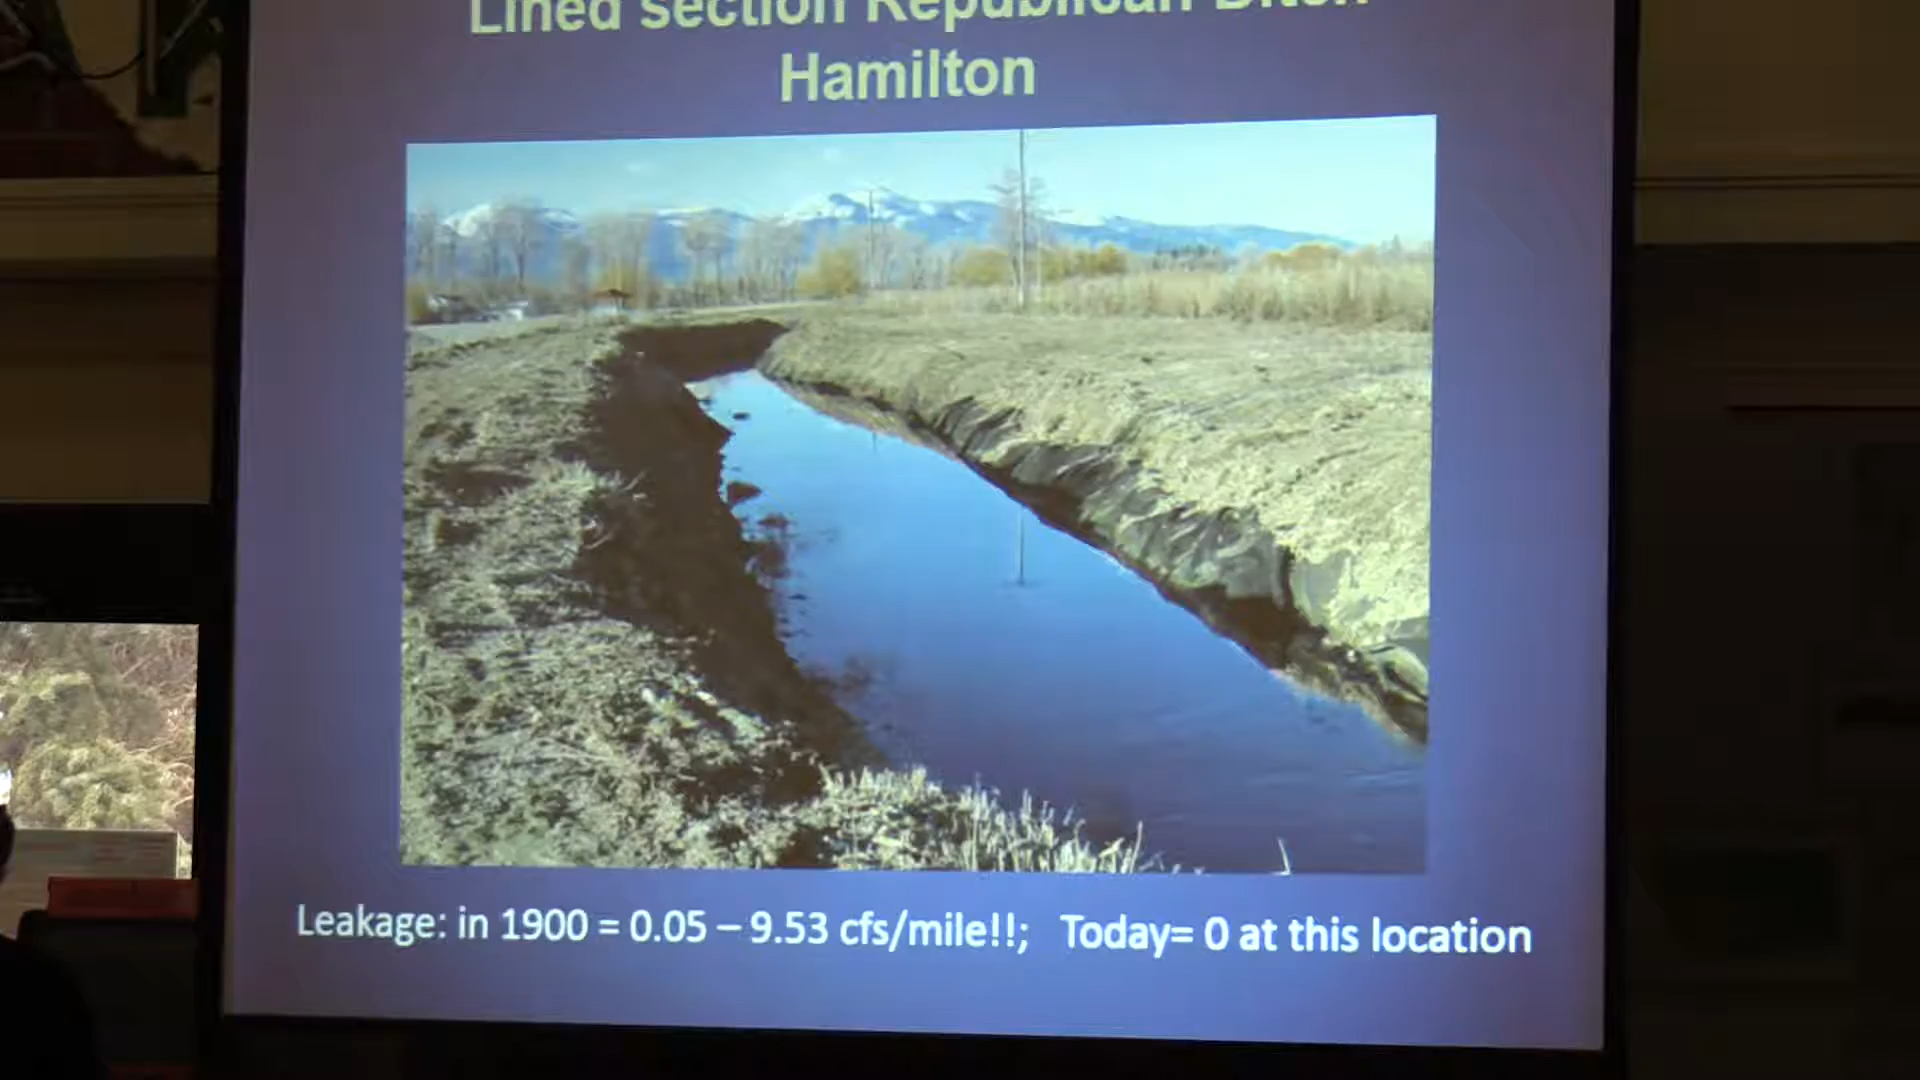 Lined section Republican Ditch
Hamilton
Leakage: in 1900 = 0.05 – 9.53 cfs/mile!!; Today= 0 at this location